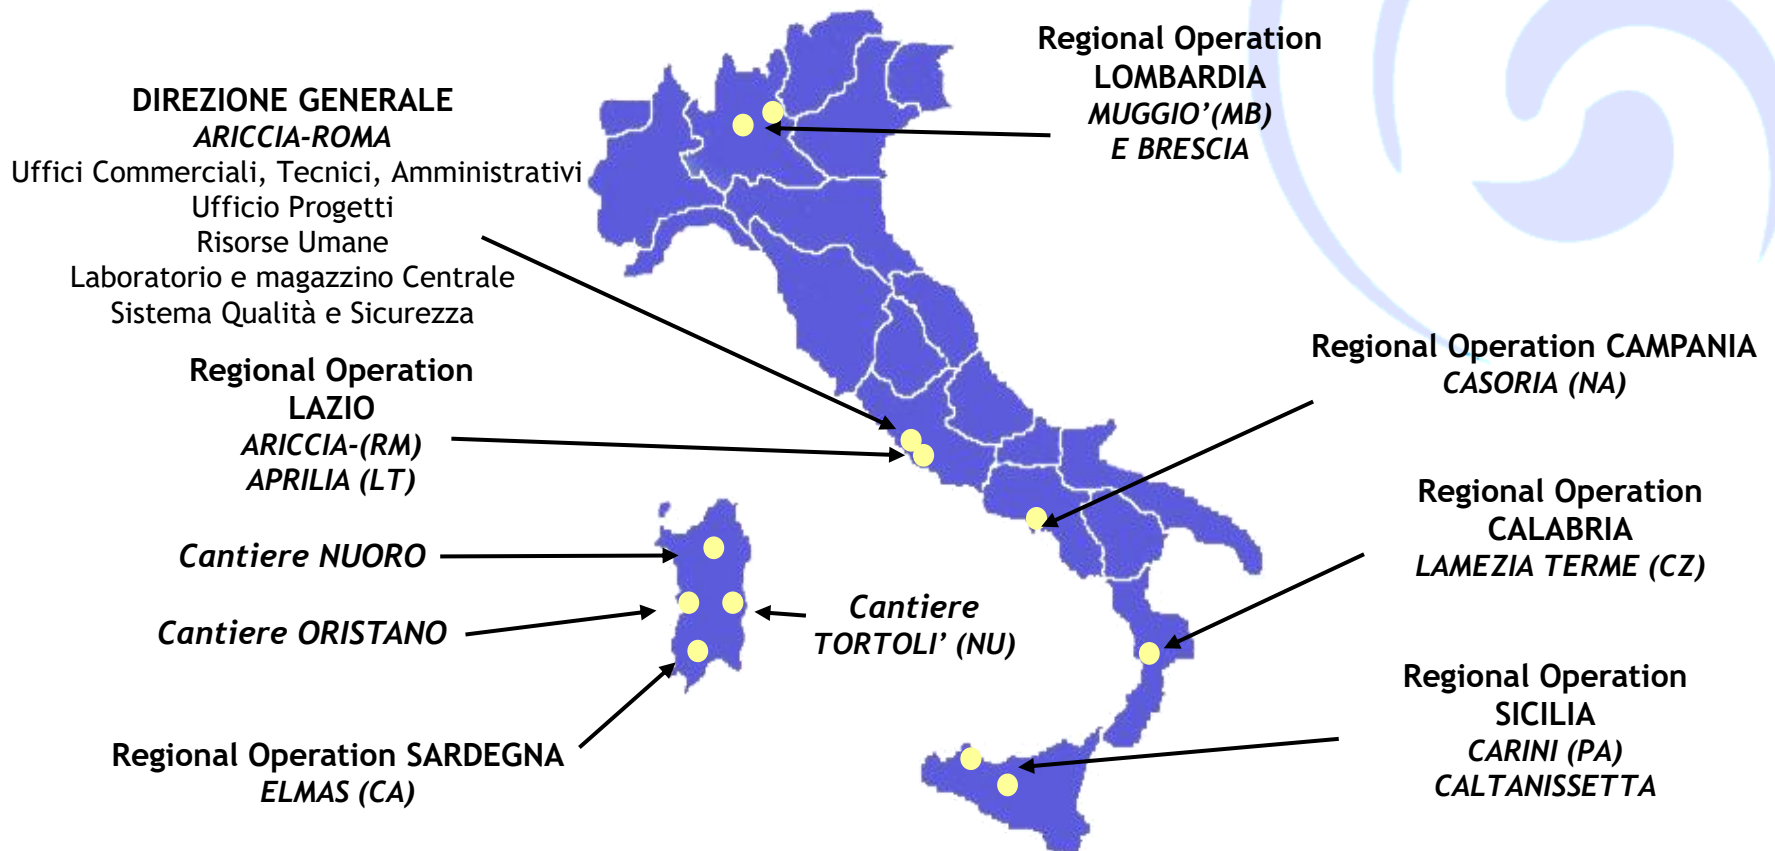 DIREZIONE GENERALE
ARICCIA-ROMA
Uffici Commerciali, Tecnici, Amministrativi
Ufficio Progetti
Risorse Umane
Laboratorio e magazzino Centrale
Sistema Qualità e Sicurezza
Regional Operation
LOMBARDIA
MUGGIO’(MB)
E BRESCIA
Regional Operation
LAZIO
ARICCIA-(RM)
APRILIA (LT)
Regional Operation CAMPANIA
CASORIA (NA)
Cantiere NUORO
Cantiere ORISTANO
Cantiere
TORTOLI’ (NU)
Regional Operation
CALABRIA
LAMEZIA TERME (CZ)
Regional Operation SARDEGNA
ELMAS (CA)
Regional Operation
SICILIA
CARINI (PA)
CALTANISSETTA